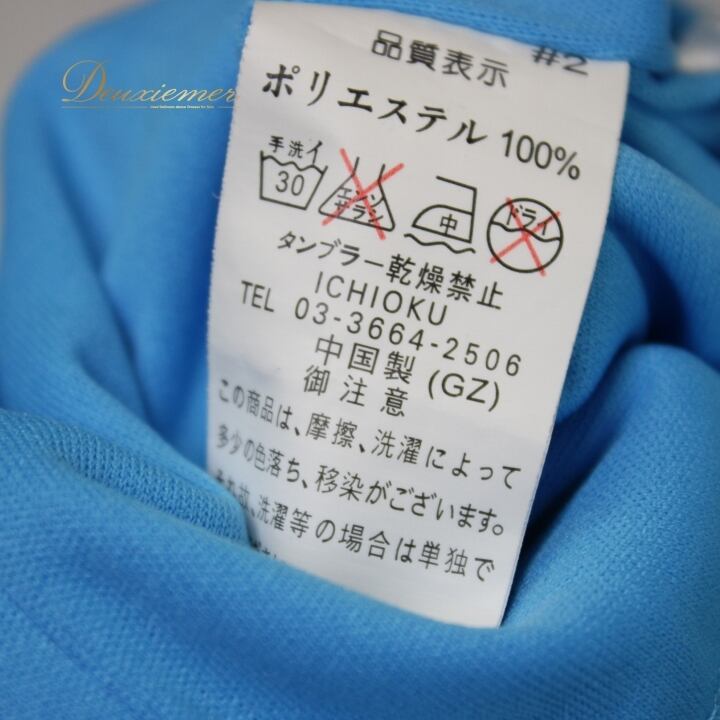 Deuxiemer
品質表示 #2
ポリエステル 100%
手洗イ
30
エンソ
サラシ
中
ドライ
タンブラー乾燥禁止
ICHIOKU
TEL 03-3664-2506
中国製 (GZ)
御注意
この商品は、摩擦、洗濯によって
多少の色落ち、移染がございます。
洗濯等の場合は単独で